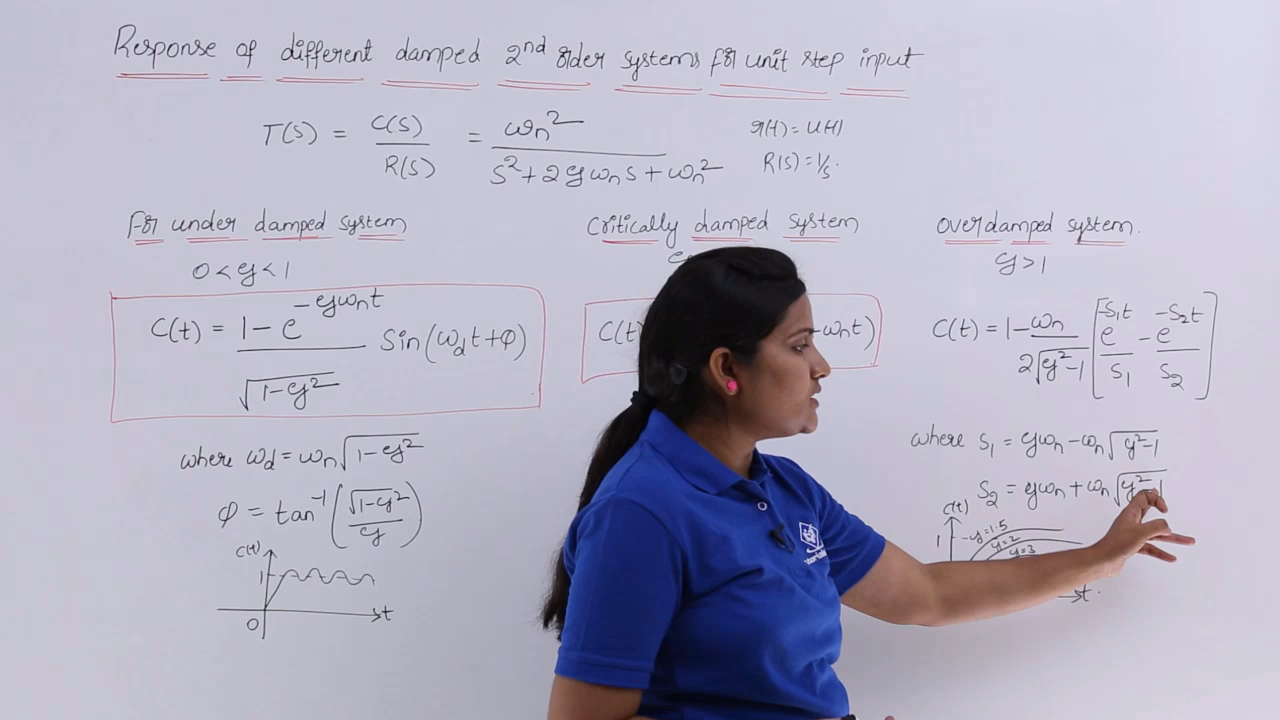 Response of different damped 2nd order systems for unit step input
T(S) = C(S)/R(S) = ωn²/(S²+2ξωnS+ωn²)
r(t) = u(t)
R(S) = 1/s.
For under damped system
0 < ξ < 1
C(t) = 1 - e^(-ξωnt)/√(1-ξ²) Sin(ωdt+φ)
where ωd = ωn√(1-ξ²)
φ = tan⁻¹(√(1-ξ²)/ξ)
C(t)
1
0
t
Critically damped system
C(t
ωnt)
Overdamped system.
ξ > 1
C(t) = 1 - ωn/(2√(ξ²-1)) [e^(-S1t)/S1 - e^(-S2t)/S2]
where S1 = ξωn - ωn√(ξ²-1)
S2 = ξωn + ωn√(ξ²-1)
C(t)
1
ξ=1.5
ξ=2
ξ=3
t.